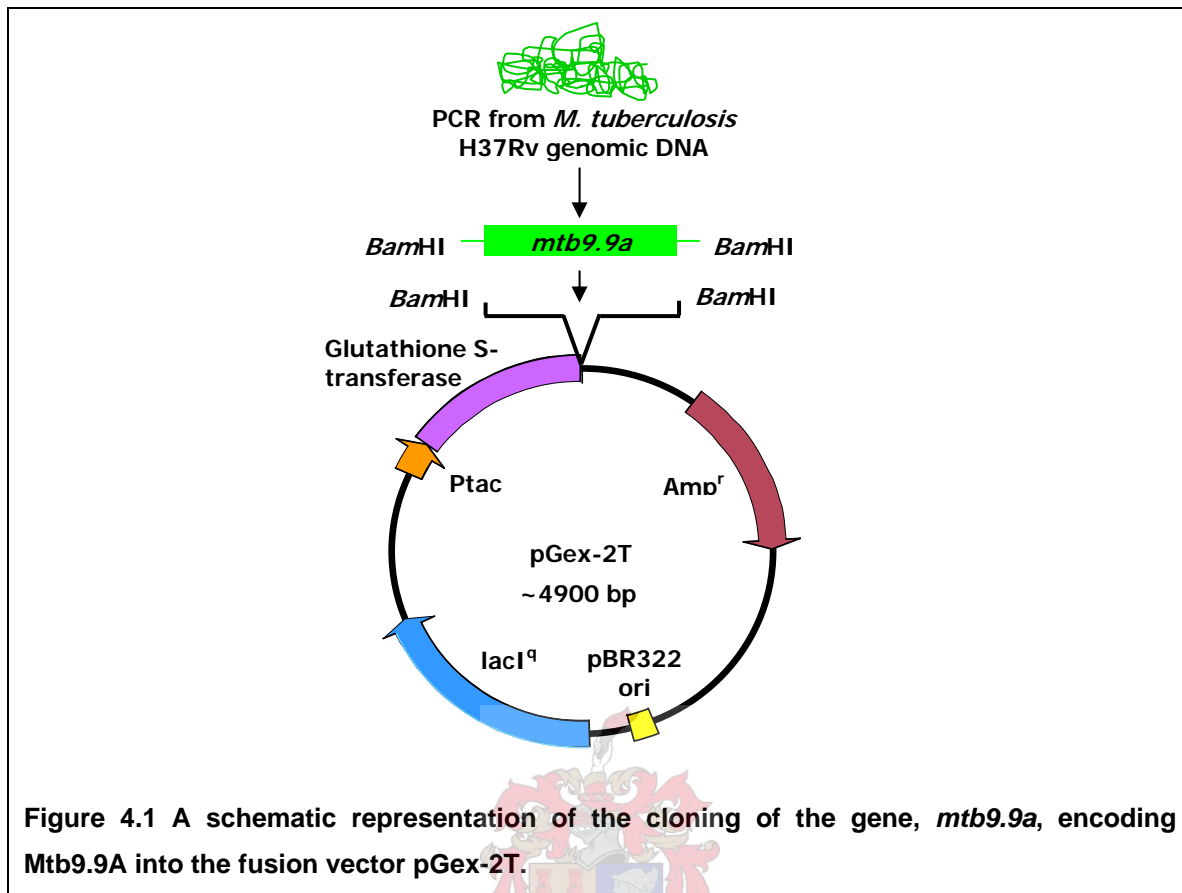 PCR from M. tuberculosis
H37Rv genomic DNA
BamHI mtb9.9a BamHI
BamHI BamHI
Glutathione S-
transferase
Ptac
Ampʳ
pGex-2T
~4900 bp
lacI^q
pBR322
ori
Figure 4.1 A schematic representation of the cloning of the gene, mtb9.9a, encoding
Mtb9.9A into the fusion vector pGex-2T.